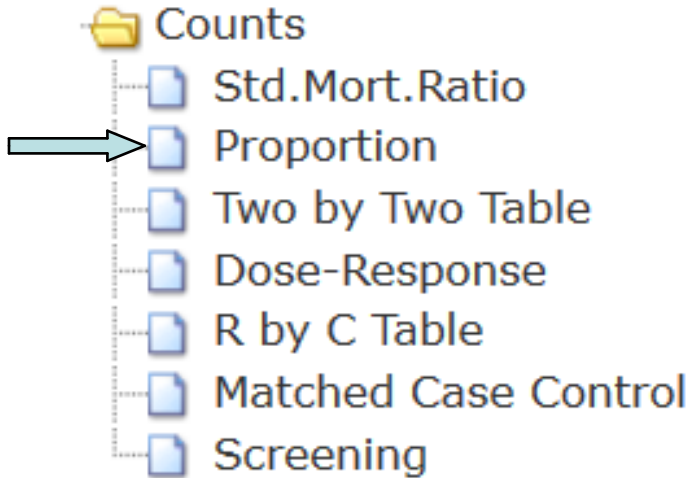 Counts
Std.Mort.Ratio
Proportion
Two by Two Table
Dose-Response
R by C Table
Matched Case Control
Screening